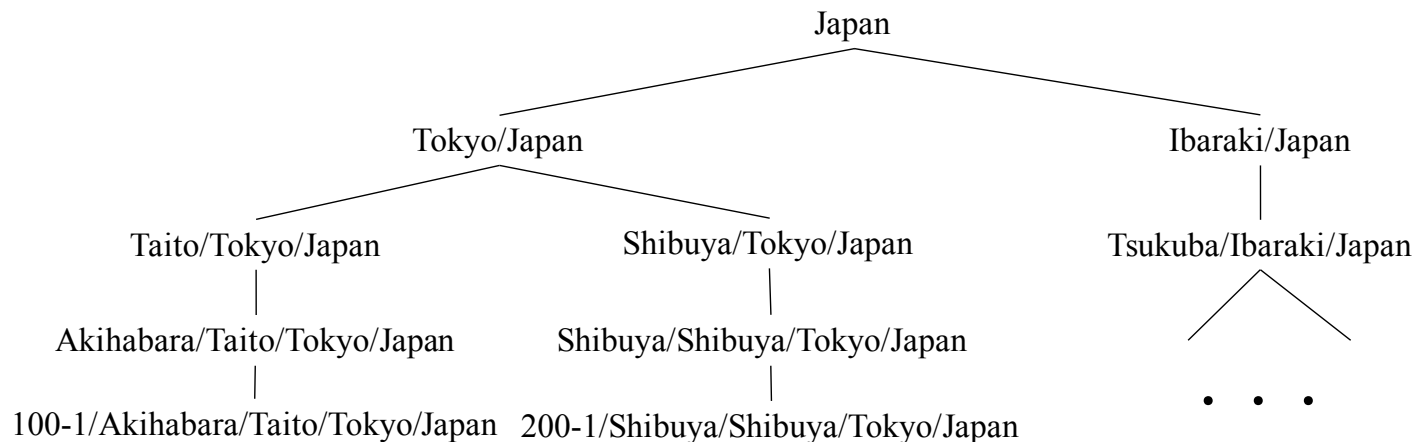 Japan
Tokyo/Japan
Ibaraki/Japan
Taito/Tokyo/Japan
Shibuya/Tokyo/Japan
Tsukuba/Ibaraki/Japan
Akihabara/Taito/Tokyo/Japan
Shibuya/Shibuya/Tokyo/Japan
100-1/Akihabara/Taito/Tokyo/Japan
200-1/Shibuya/Shibuya/Tokyo/Japan
• • •